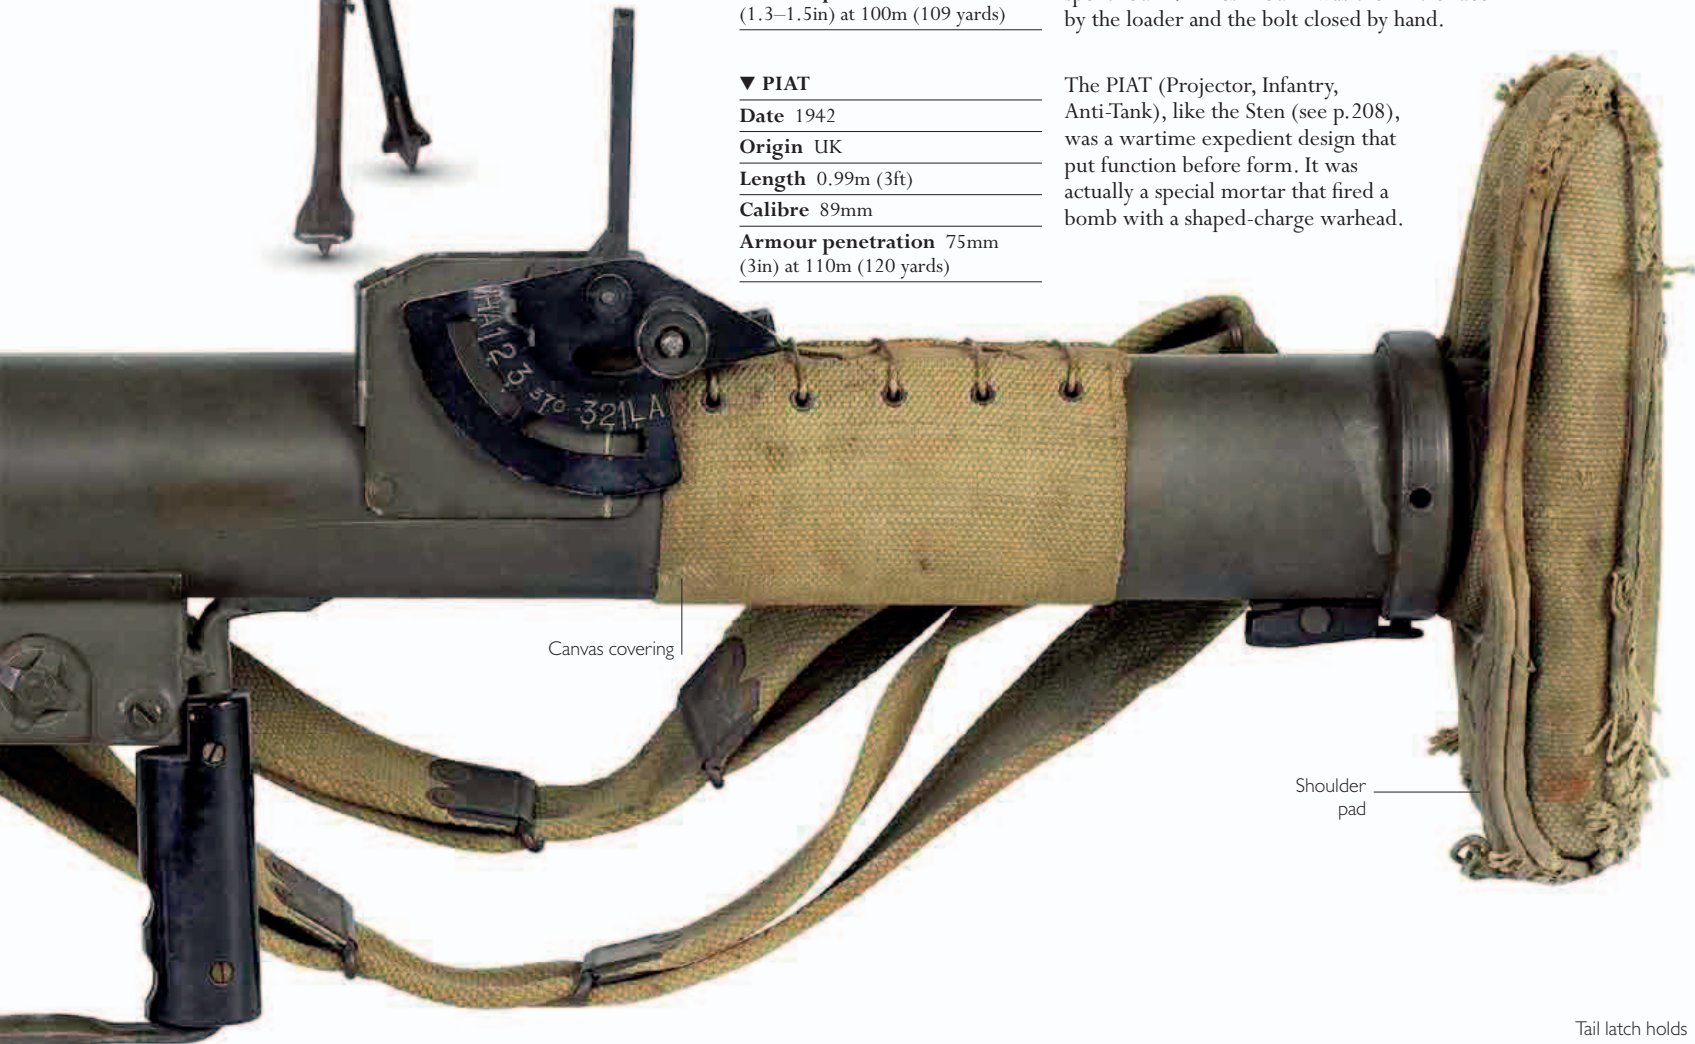 (1.3–1.5in) at 100m (109 yards)
by the loader and the bolt closed by hand.
▼ PIAT
Date 1942
Origin UK
Length 0.99m (3ft)
Calibre 89mm
Armour penetration 75mm
(3in) at 110m (120 yards)
The PIAT (Projector, Infantry,
Anti-Tank), like the Sten (see p.208),
was a wartime expedient design that
put function before form. It was
actually a special mortar that fired a
bomb with a shaped-charge warhead.
HA123
370
321LA
Canvas covering
Shoulder
pad
Tail latch holds